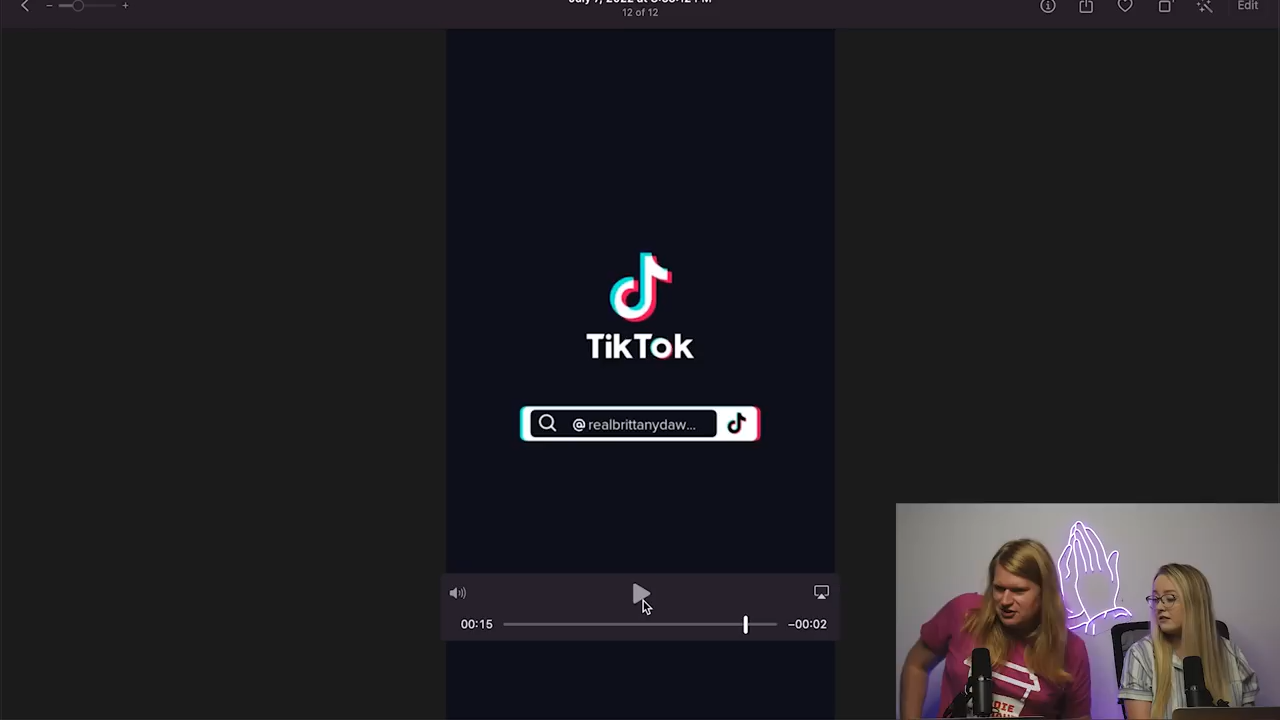 12 of 12
Edit
TikTok
@realbrittanydaw...
00:15
−00:02